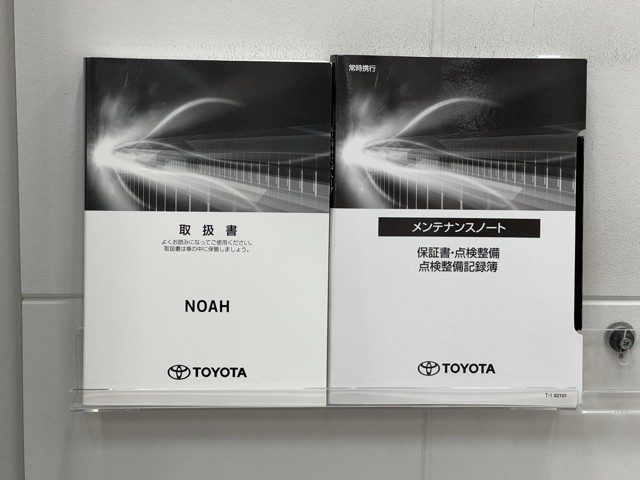 取扱書
よくお読みになってご使用ください。
取扱書は車の中に保管しましょう。
NOAH
TOYOTA
常時携行
メンテナンスノート
保証書・点検整備
点検整備記録簿
TOYOTA